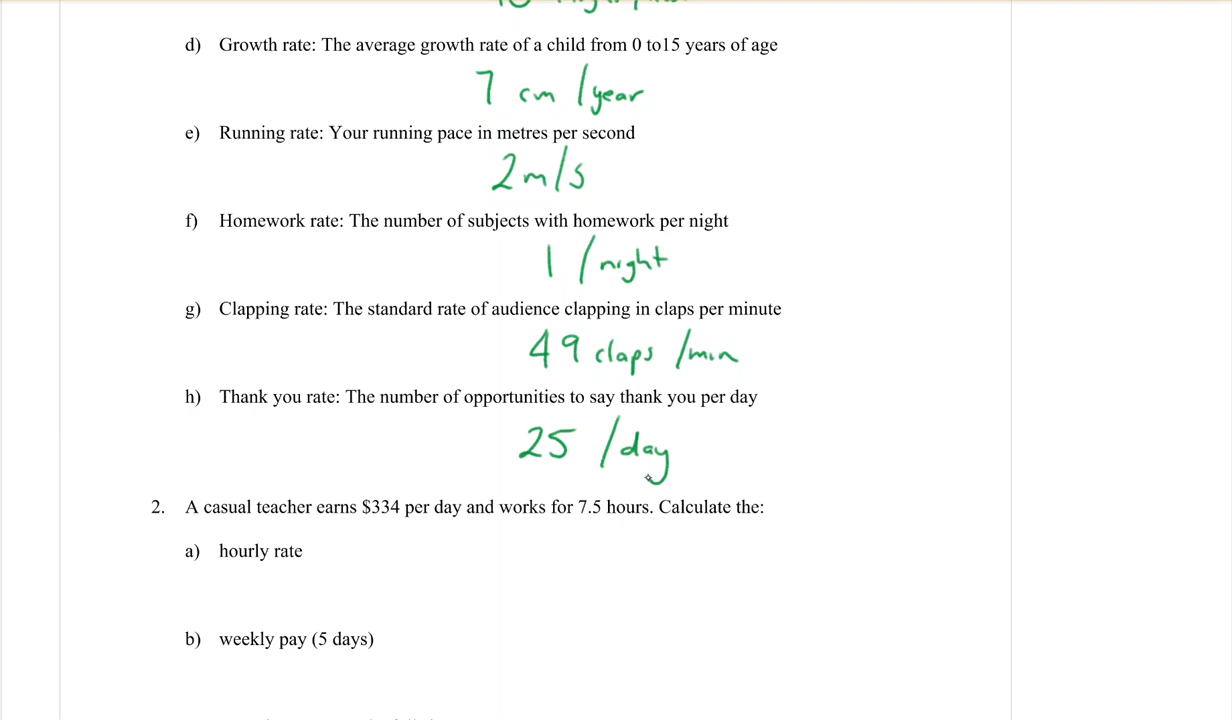 d) Growth rate: The average growth rate of a child from 0 to15 years of age
7 cm /year
e) Running rate: Your running pace in metres per second
2m/s
f) Homework rate: The number of subjects with homework per night
1 /night
g) Clapping rate: The standard rate of audience clapping in claps per minute
49 claps /min
h) Thank you rate: The number of opportunities to say thank you per day
25 /day
2. A casual teacher earns $334 per day and works for 7.5 hours. Calculate the:
a) hourly rate
b) weekly pay (5 days)